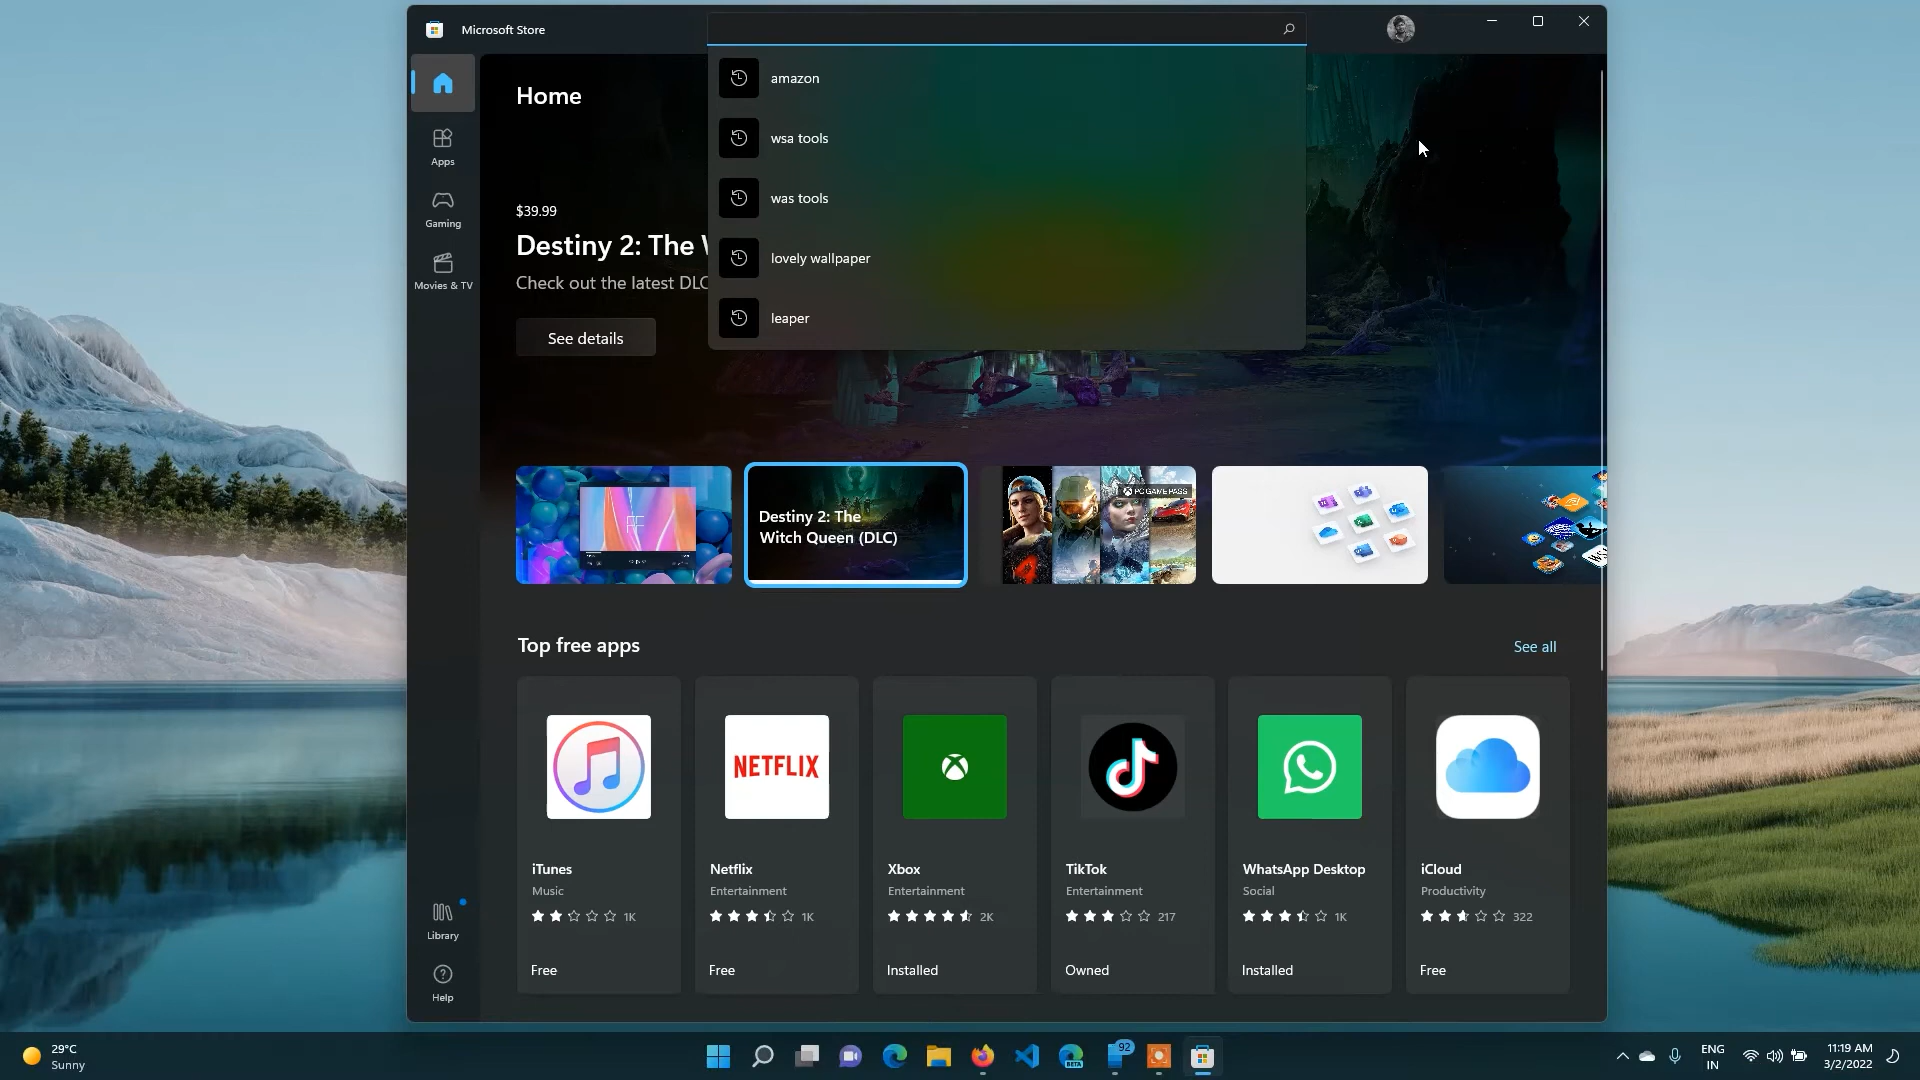 Microsoft Store
amazon
wsa tools
was tools
lovely wallpaper
leaper
Home
Apps
Gaming
Movies & TV
$39.99
Destiny 2: The
Check out the latest DLC
See details
Destiny 2: The
Witch Queen (DLC)
PC GAME PASS
Top free apps
See all
NETFLIX
iTunes
Music
1K
Free
Netflix
Entertainment
1K
Free
Xbox
Entertainment
2K
Installed
TikTok
Entertainment
217
Owned
WhatsApp Desktop
Social
1K
Installed
iCloud
Productivity
322
Free
Library
Help
29°C
Sunny
BETA
92
ENG
IN
11:19 AM
3/2/2022